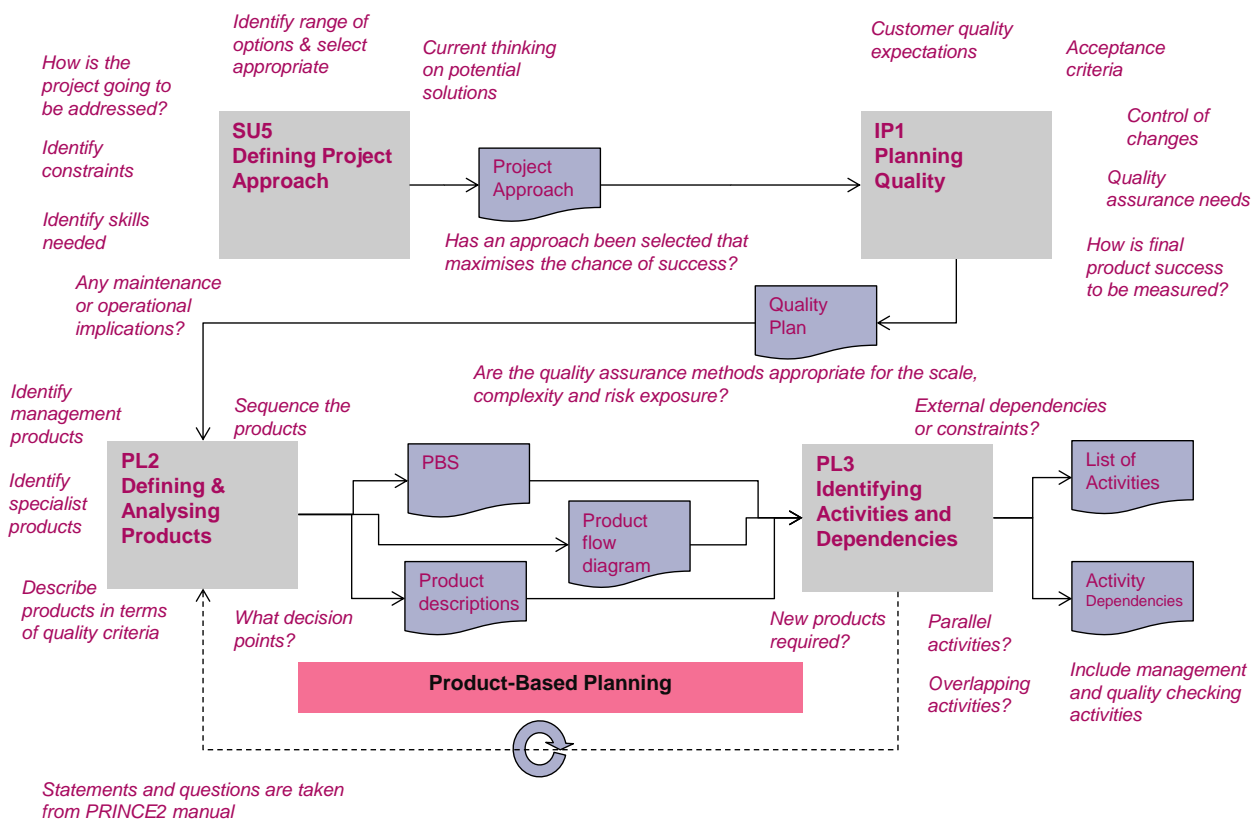 Identify range of
options & select
appropriate
Current thinking
on potential
solutions
Customer quality
expectations
Acceptance
criteria
How is the
project going to
be addressed?
Identify
constraints
Identify skills
needed
SU5
Defining Project
Approach
Project
Approach
IP1
Planning
Quality
Control of
changes
Quality
assurance needs
How is final
product success
to be measured?
Has an approach been selected that
maximises the chance of success?
Any maintenance
or operational
implications?
Quality
Plan
Are the quality assurance methods appropriate for the scale,
complexity and risk exposure?
Identify
management
products
Sequence the
products
External dependencies
or constraints?
Identify
specialist
products
PL2
Defining &
Analysing
Products
PBS
Product
flow
diagram
Product
descriptions
PL3
Identifying
Activities and
Dependencies
List of
Activities
Activity
Dependencies
Describe
products in terms
of quality criteria
What decision
points?
New products
required?
Parallel
activities?
Overlapping
activities?
Include management
and quality checking
activities
Product-Based Planning
Statements and questions are taken
from PRINCE2 manual